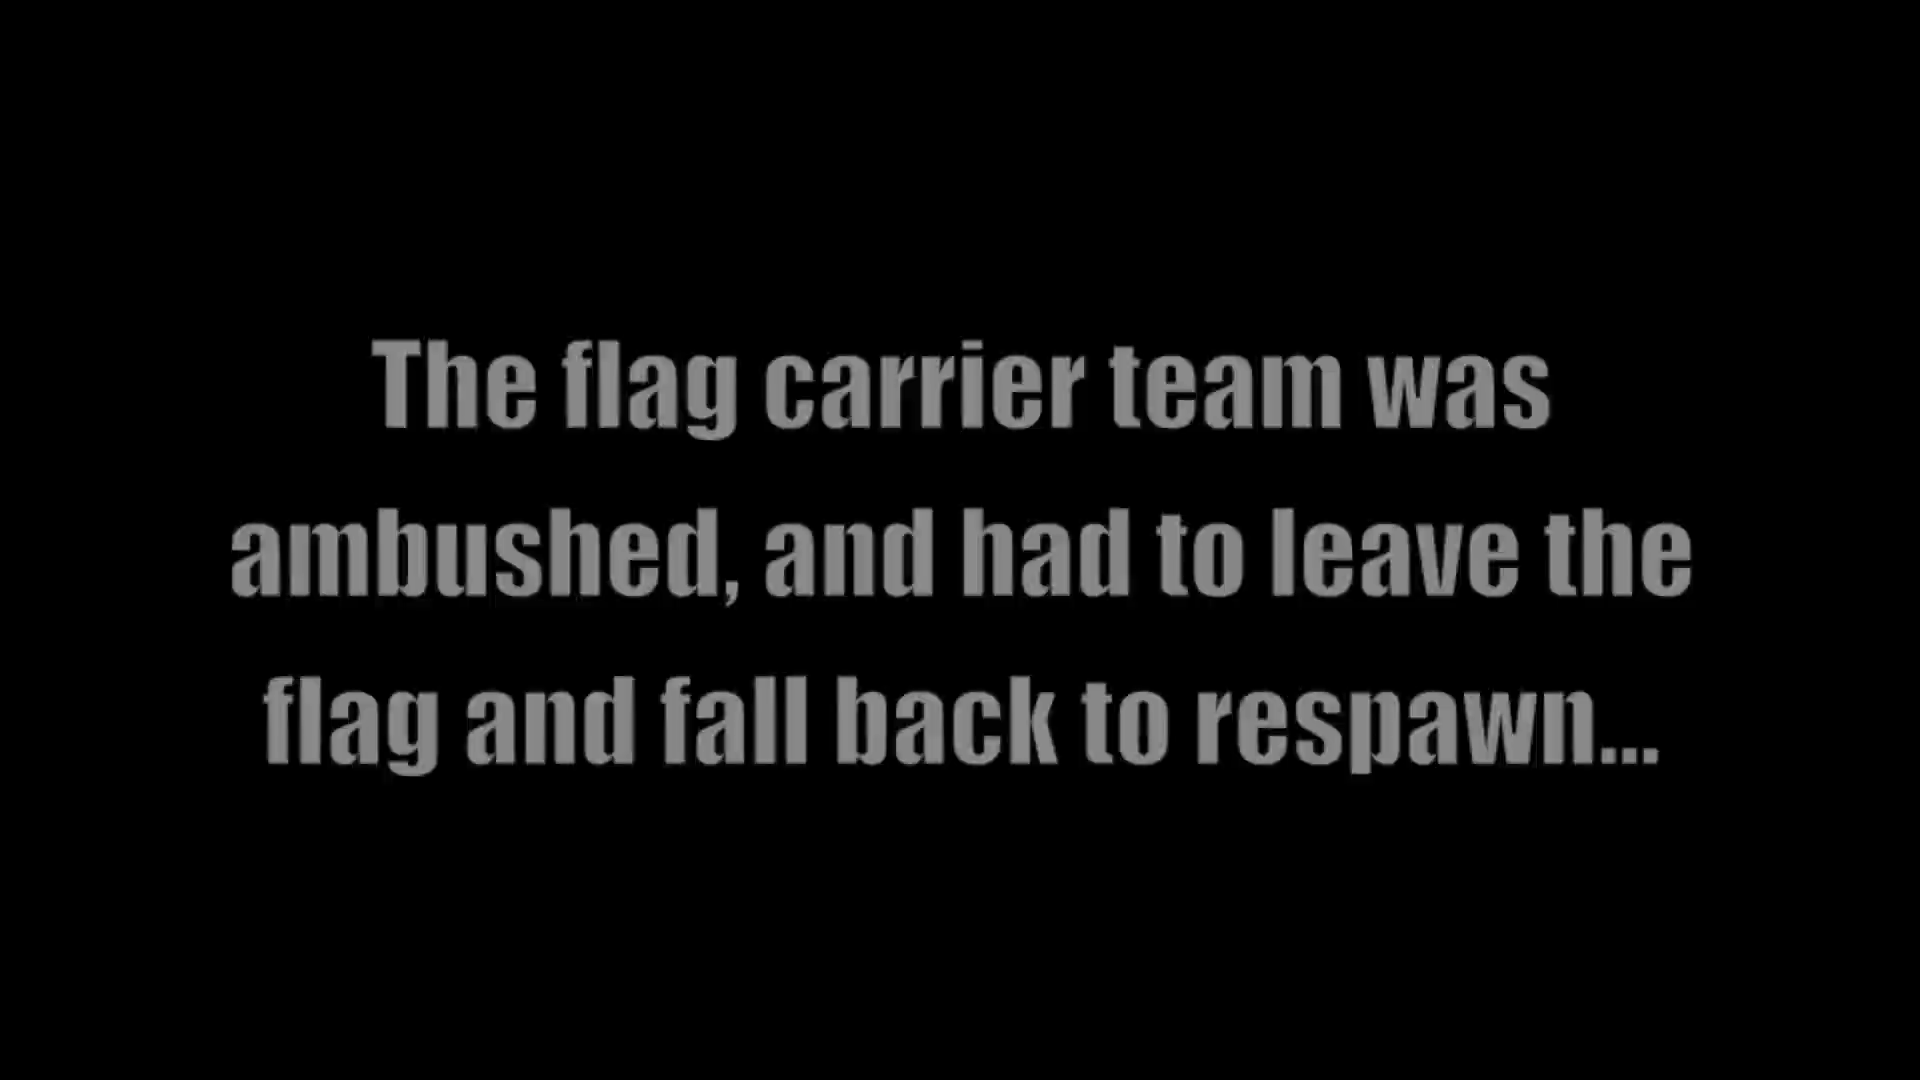 The flag carrier team was
ambushed, and had to leave the
flag and fall back to respawn...